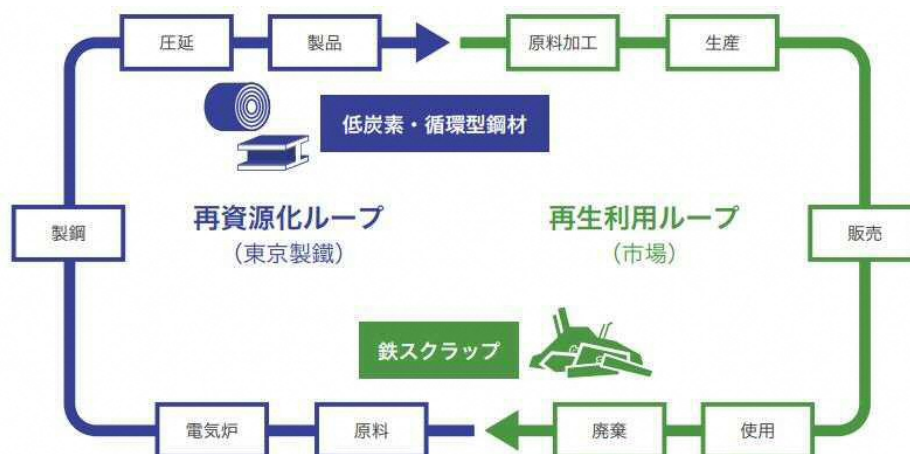 圧延
製品
原料加工
生産
低炭素・循環型鋼材
製鋼
再資源化ループ
(東京製鐵)
再生利用ループ
(市場)
販売
鉄スクラップ
電気炉
原料
廃棄
使用